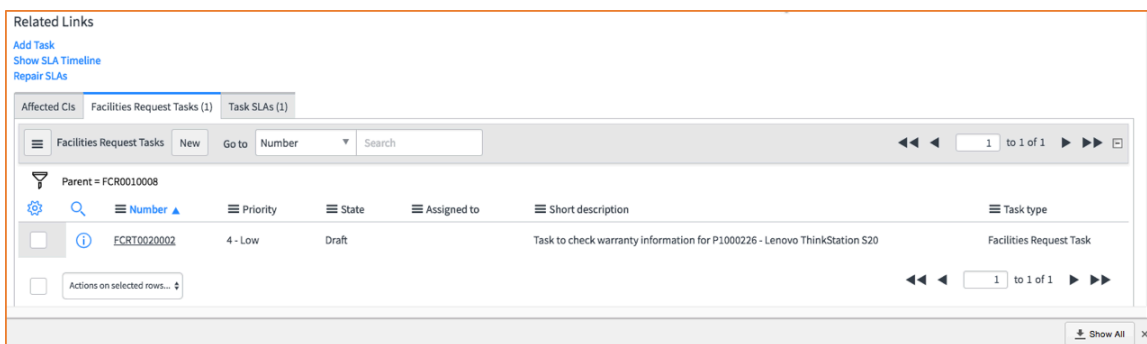 Related Links
Add Task
Show SLA Timeline
Repair SLAs
Affected CIs Facilities Request Tasks (1) Task SLAs (1)
Facilities Request Tasks New Go to Number Search 1 to 1 of 1
Parent = FCR0010008
Number Priority State Assigned to Short description Task type
FCRT0020002 4 - Low Draft Task to check warranty information for P1000226 - Lenovo ThinkStation S20 Facilities Request Task
Actions on selected rows... 1 to 1 of 1
Show All